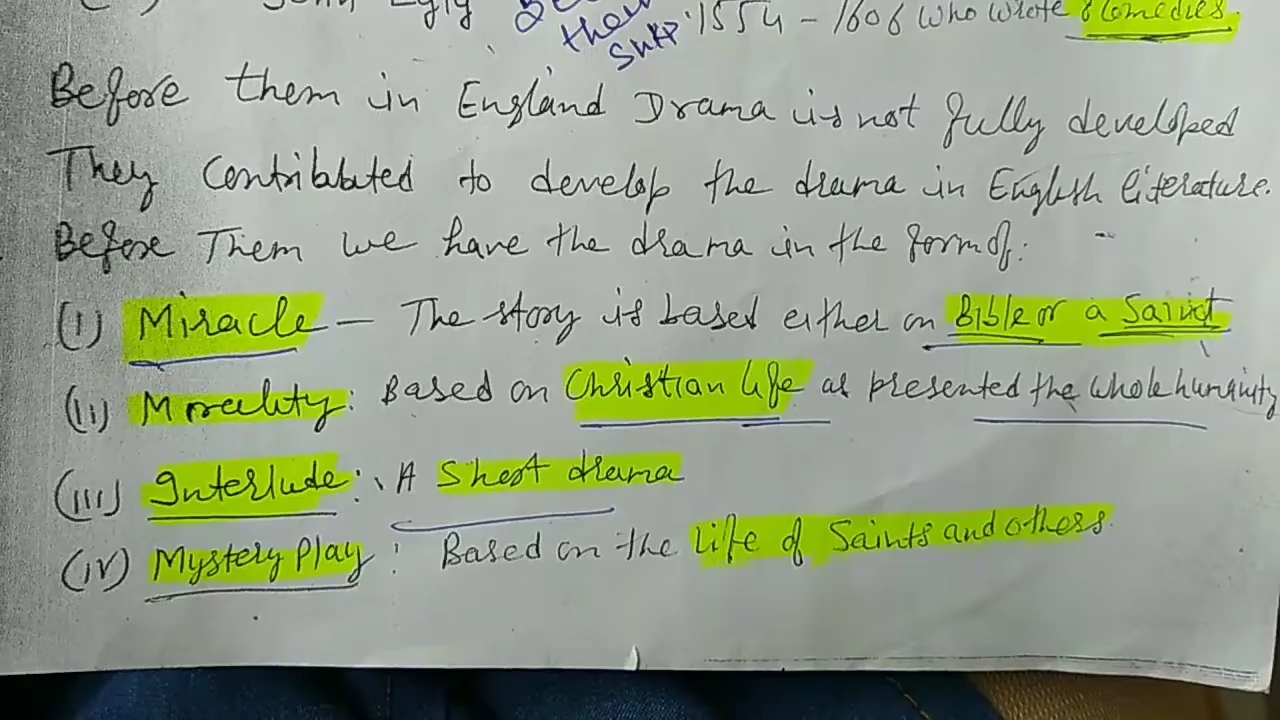 John Lyly
1554 - 1606 who wrote 8 Comedies.
Before them in England Drama is not fully developed
They Contributed to develop the drama in English literature.
Before Them we have the drama in the form of:
(i) Miracle - The story is based either on Bible or a Saint
(ii) Morality: Based on Christian life as presented the whole humanity
(iii) Interlude: A Short drama
(iv) Mystery Play: Based on the Life of Saints and others.